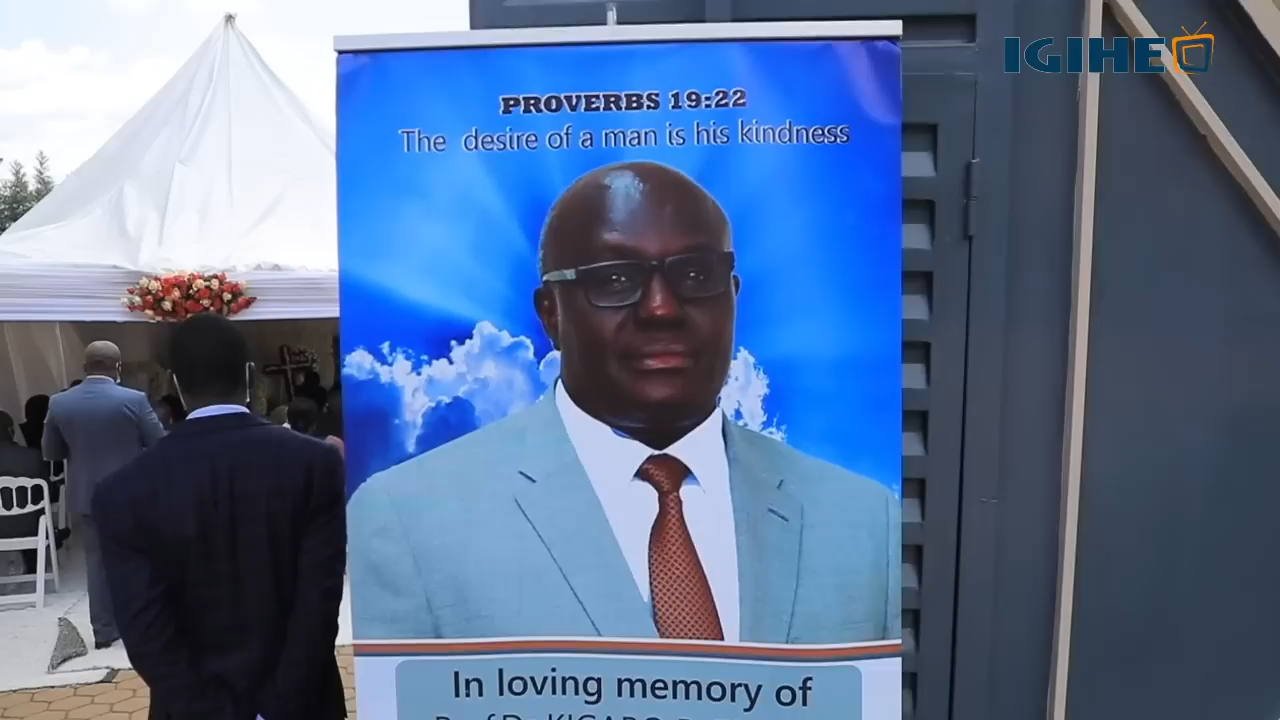 IGIHE
PROVERBS 19:22
The desire of a man is his kindness
In loving memory of